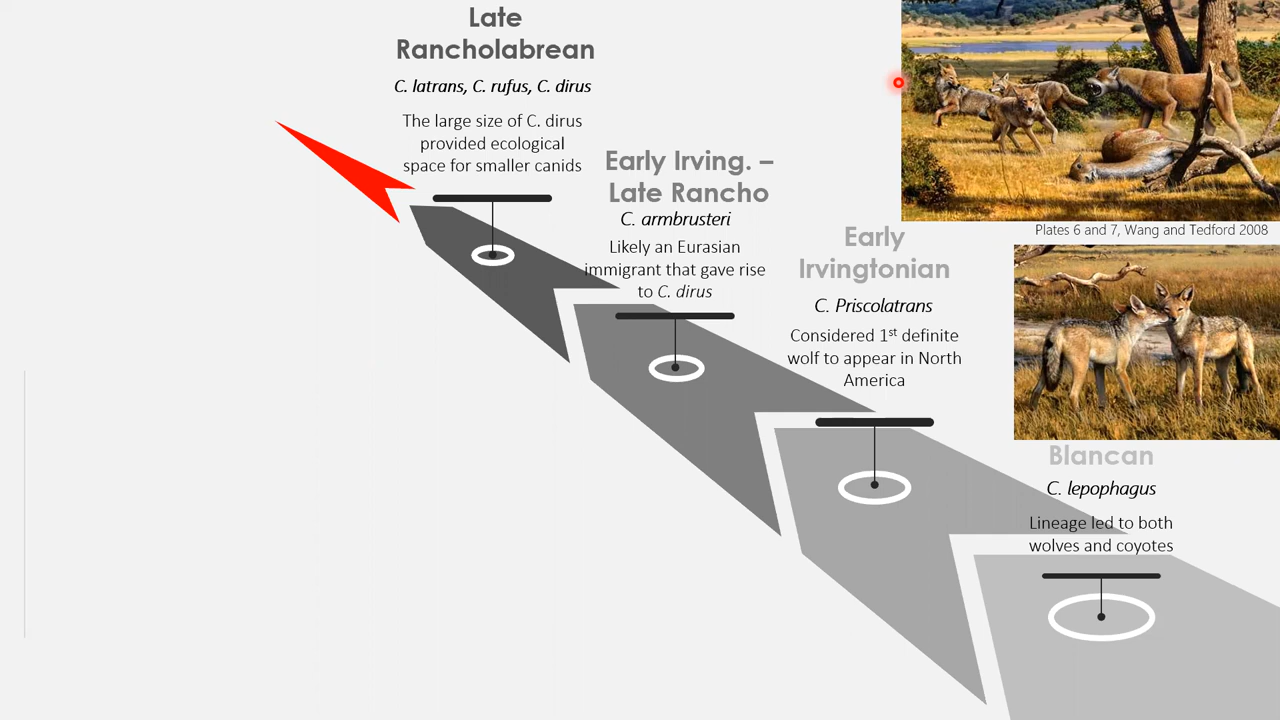 Late
Rancholabrean
C. latrans, C. rufus, C. dirus
The large size of C. dirus
provided ecological
space for smaller canids
Early Irving. –
Late Rancho
C. armbrusteri
Likely an Eurasian
immigrant that gave rise
to C. dirus
Plates 6 and 7, Wang and Tedford 2008
Early
Irvingtonian
C. Priscolatrans
Considered 1st definite
wolf to appear in North
America
Blancan
C. lepophagus
Lineage led to both
wolves and coyotes